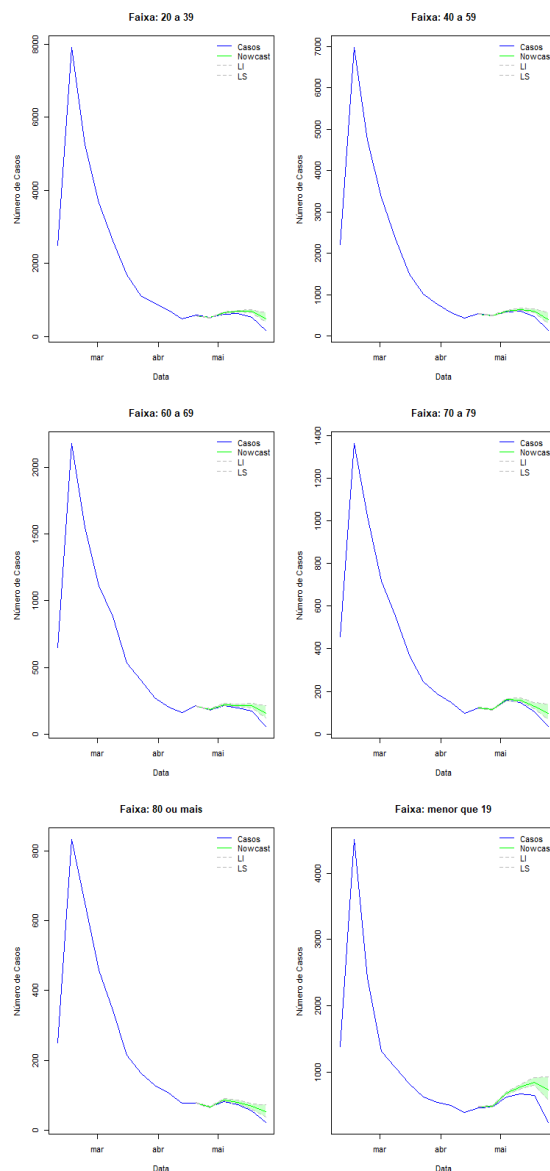 Faixa: 20 a 39
Número de Casos
8000
6000
4000
2000
0
Casos
Nowcast
LI
LS
mar
abr
mai
Data
Faixa: 40 a 59
Número de Casos
7000
6000
5000
4000
3000
2000
1000
0
Casos
Nowcast
LI
LS
mar
abr
mai
Data
Faixa: 60 a 69
Número de Casos
2000
1500
1000
500
0
Casos
Nowcast
LI
LS
mar
abr
mai
Data
Faixa: 70 a 79
Número de Casos
1400
1200
1000
800
600
400
200
0
Casos
Nowcast
LI
LS
mar
abr
mai
Data
Faixa: 80 ou mais
Número de Casos
800
600
400
200
0
Casos
Nowcast
LI
LS
mar
abr
mai
Data
Faixa: menor que 19
Número de Casos
4000
3000
2000
1000
Casos
Nowcast
LI
LS
mar
abr
mai
Data